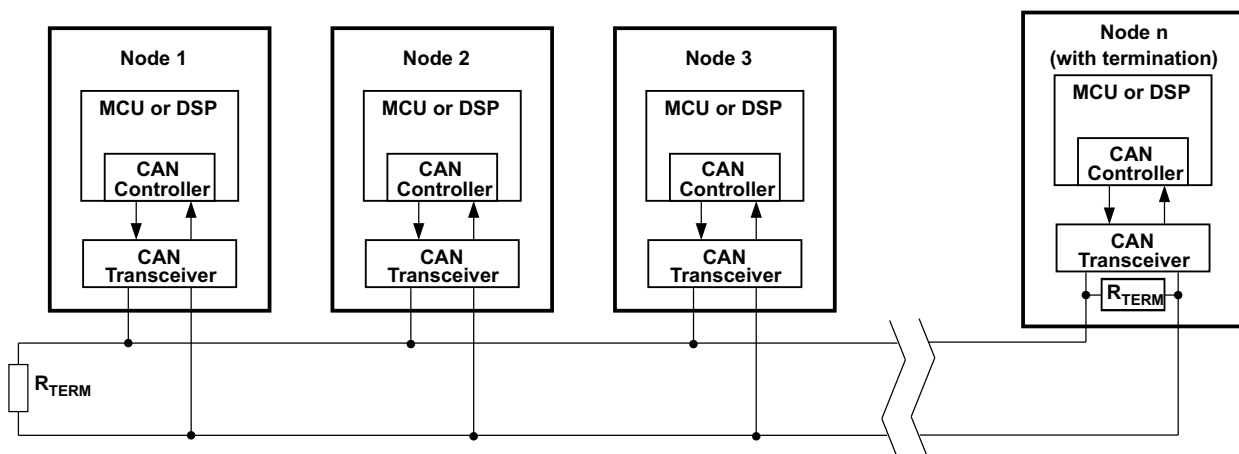 Node 1
MCU or DSP
CAN
Controller
CAN
Transceiver
Node 2
MCU or DSP
CAN
Controller
CAN
Transceiver
Node 3
MCU or DSP
CAN
Controller
CAN
Transceiver
Node n
(with termination)
MCU or DSP
CAN
Controller
CAN
Transceiver
RTERM
RTERM